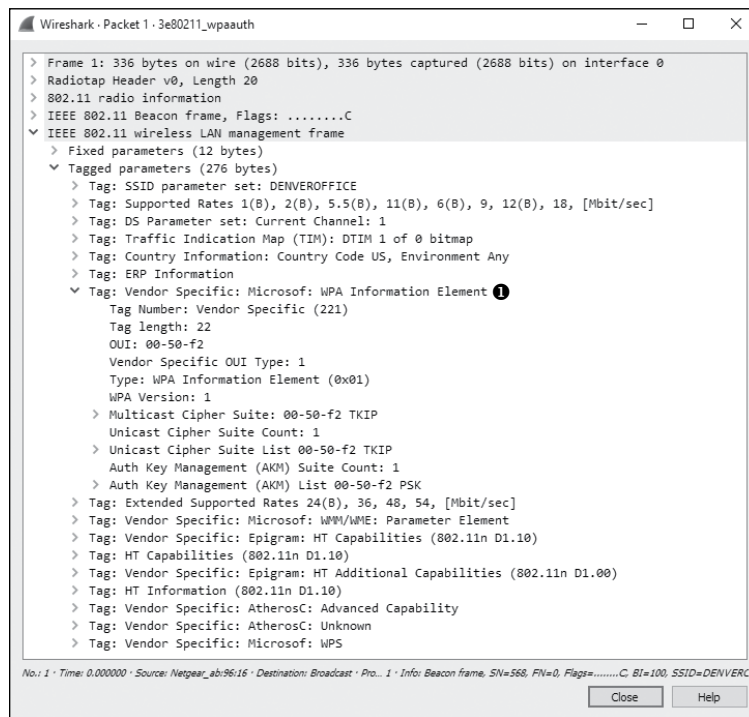 Wireshark · Packet 1 · 3e80211_wpaauth
Frame 1: 336 bytes on wire (2688 bits), 336 bytes captured (2688 bits) on interface 0
Radiotap Header v0, Length 20
802.11 radio information
IEEE 802.11 Beacon frame, Flags: ........C
IEEE 802.11 wireless LAN management frame
Fixed parameters (12 bytes)
Tagged parameters (276 bytes)
Tag: SSID parameter set: DENVEROFFICE
Tag: Supported Rates 1(B), 2(B), 5.5(B), 11(B), 6(B), 9, 12(B), 18, [Mbit/sec]
Tag: DS Parameter set: Current Channel: 1
Tag: Traffic Indication Map (TIM): DTIM 1 of 0 bitmap
Tag: Country Information: Country Code US, Environment Any
Tag: ERP Information
Tag: Vendor Specific: Microsoft: WPA Information Element ❶
Tag Number: Vendor Specific (221)
Tag length: 22
OUI: 00-50-f2
Vendor Specific OUI Type: 1
Type: WPA Information Element (0x01)
WPA Version: 1
Multicast Cipher Suite: 00-50-f2 TKIP
Unicast Cipher Suite Count: 1
Unicast Cipher Suite List 00-50-f2 TKIP
Auth Key Management (AKM) Suite Count: 1
Auth Key Management (AKM) List 00-50-f2 PSK
Tag: Extended Supported Rates 24(B), 36, 48, 54, [Mbit/sec]
Tag: Vendor Specific: Microsoft: WMM/WME: Parameter Element
Tag: Vendor Specific: Epigram: HT Capabilities (802.11n D1.10)
Tag: HT Capabilities (802.11n D1.10)
Tag: Vendor Specific: Epigram: HT Additional Capabilities (802.11n D1.00)
Tag: HT Information (802.11n D1.10)
Tag: Vendor Specific: AtherosC: Advanced Capability
Tag: Vendor Specific: AtherosC: Unknown
Tag: Vendor Specific: Microsoft: WPS
No.: 1 · Time: 0.000000 · Source: Netgear_ab:96:16 · Destination: Broadcast · Pro... 1 · Info: Beacon frame, SN=568, FN=0, Flags=........C, BI=100, SSID=DENVERO
Close Help